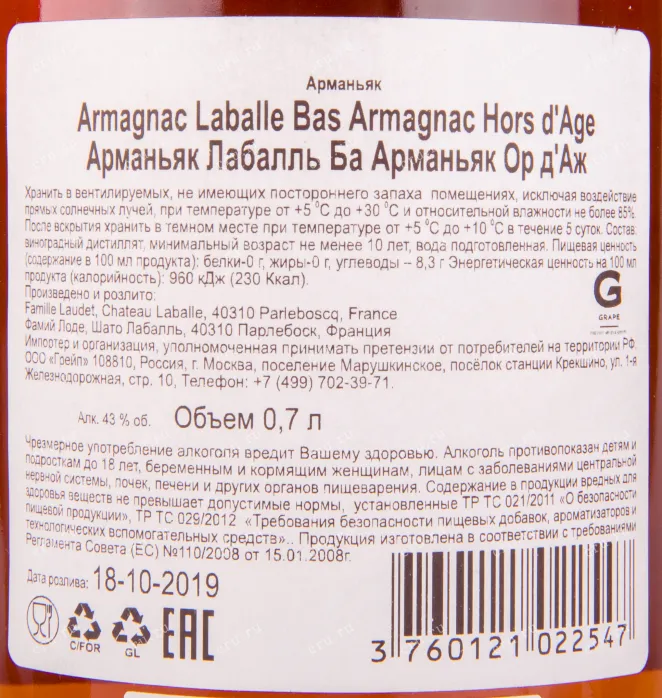 Арманьяк
Armagnac Laballe Bas Armagnac Hors d'Age
Арманьяк Лабалль Ба Арманьяк Ор д'Аж
Хранить в вентилируемых, не имеющих постороннего запаха помещениях, исключая воздействие
прямых солнечных лучей, при температуре от +5 °C до +30 °C и относительной влажности не более 85%.
После вскрытия хранить в темном месте при температуре от +5 °C до +10 °C в течение 5 суток. Состав:
виноградный дистиллят, минимальный возраст не менее 10 лет, вода подготовленная. Пищевая ценность
(содержание в 100 мл продукта): белки-0 г, жиры-0 г, углеводы – 8,3 г Энергетическая ценность на 100 мл
продукта (калорийность): 960 кДж (230 Ккал).
Произведено и розлито:
Famille Laudet, Chateau Laballe, 40310 Parleboscq, France
Фамий Лоде, Шато Лабалль, 40310 Парлебоск, Франция
G
GRAPE
Импортер и организация, уполномоченная принимать претензии от потребителей на территории РФ:
ООО «Грейп» 108810, Россия, г. Москва, поселение Марушкинское, посёлок станции Крекшино, ул. 1-я
Железнодорожная, стр. 10, Телефон: +7 (499) 702-39-71.
Алк. 43 % об. Объем 0,7 л
Чрезмерное употребление алкоголя вредит Вашему здоровью. Алкоголь противопоказан детям и
подросткам до 18 лет, беременным и кормящим женщинам, лицам с заболеваниями центральной
нервной системы, почек, печени и других органов пищеварения. Содержание в продукции вредных для
здоровья веществ не превышает допустимые нормы, установленные ТР ТС 021/2011 «О безопасности
пищевой продукции», ТР ТС 029/2012 «Требования безопасности пищевых добавок, ароматизаторов и
технологических вспомогательных средств».. Продукция изготовлена в соответствии с требованиями
Регламента Совета (ЕС) №110/2008 от 15.01.2008г.
Дата розлива: 18-10-2019
C/FOR GL EAC
3 760121 022547